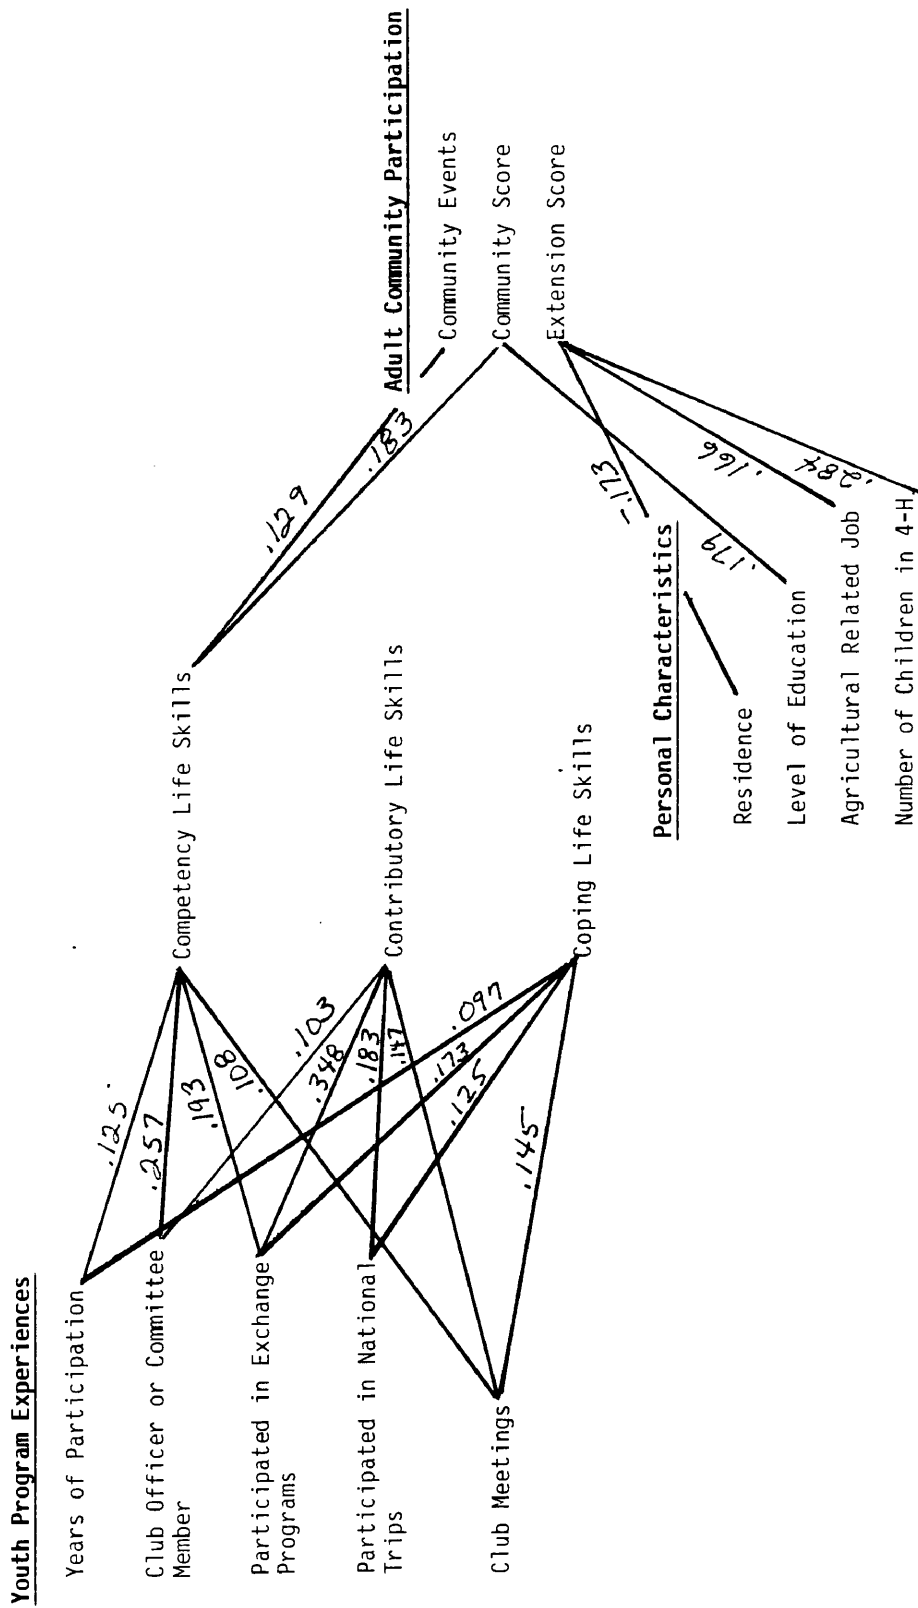 Youth Program Experiences
Years of Participation
Club Officer or Committee
Member
Participated in Exchange
Programs
Participated in National
Trips
Club Meetings
.125
.257
.193
.108
.103
.348
.183
.147
.097
.173
.125
.145
Competency Life Skills
Contributory Life Skills
Coping Life Skills
.129
.183
Adult Community Participation
Community Events
Community Score
Extension Score
-.173
.179
.166
.284
Personal Characteristics
Residence
Level of Education
Agricultural Related Job
Number of Children in 4-H